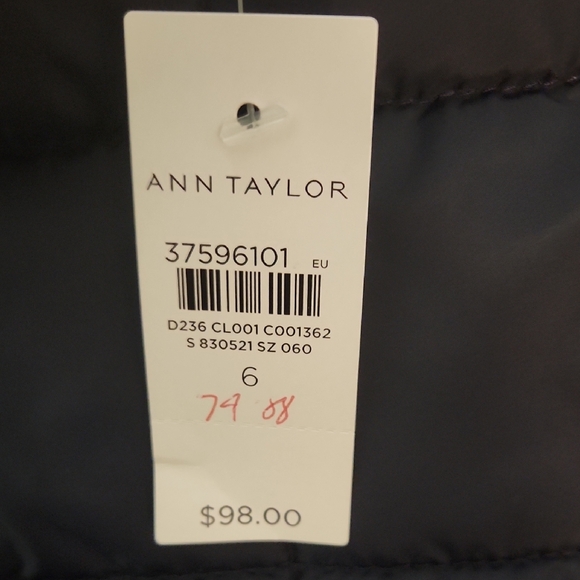 ANN TAYLOR
37596101 EU
D236 CL001 C001362
S 830521 SZ 060
6
79 88
$98.00